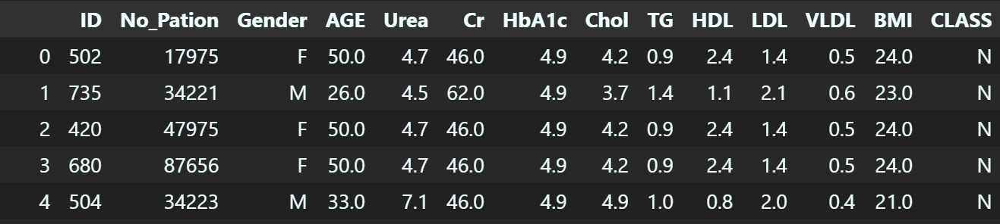 ID No_Pation Gender AGE Urea Cr HbA1c Chol TG HDL LDL VLDL BMI CLASS
0 502 17975 F 50.0 4.7 46.0 4.9 4.2 0.9 2.4 1.4 0.5 24.0 N
1 735 34221 M 26.0 4.5 62.0 4.9 3.7 1.4 1.1 2.1 0.6 23.0 N
2 420 47975 F 50.0 4.7 46.0 4.9 4.2 0.9 2.4 1.4 0.5 24.0 N
3 680 87656 F 50.0 4.7 46.0 4.9 4.2 0.9 2.4 1.4 0.5 24.0 N
4 504 34223 M 33.0 7.1 46.0 4.9 4.9 1.0 0.8 2.0 0.4 21.0 N